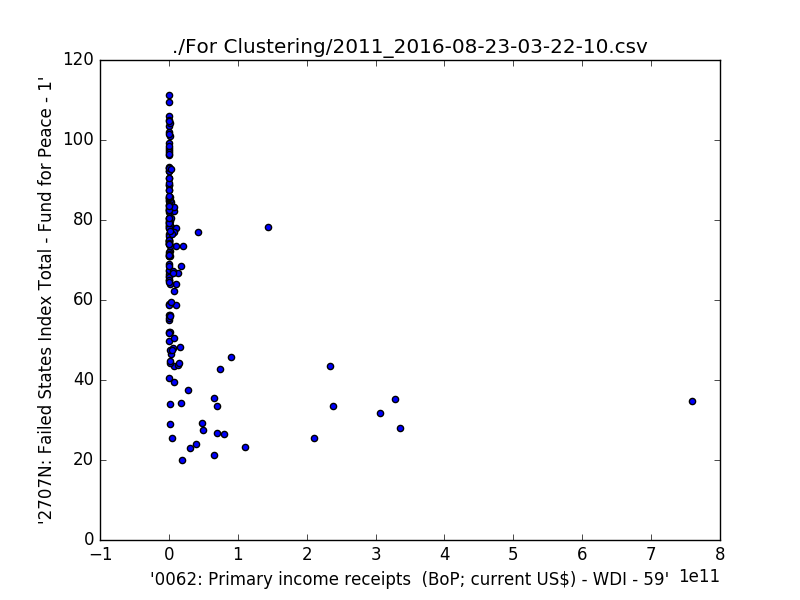 ./For Clustering/2011_2016-08-23-03-22-10.csv
'2707N: Failed States Index Total - Fund for Peace - 1'
120
100
80
60
40
20
0
−1 0 1 2 3 4 5 6 7 8
1e11
'0062: Primary income receipts  (BoP; current US$) - WDI - 59'